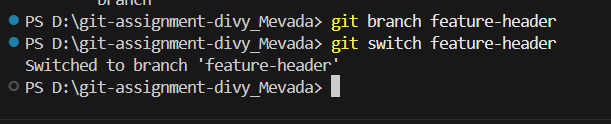 branch
PS D:\git-assignment-divy_Mevada> git branch feature-header
PS D:\git-assignment-divy_Mevada> git switch feature-header
Switched to branch 'feature-header'
PS D:\git-assignment-divy_Mevada>